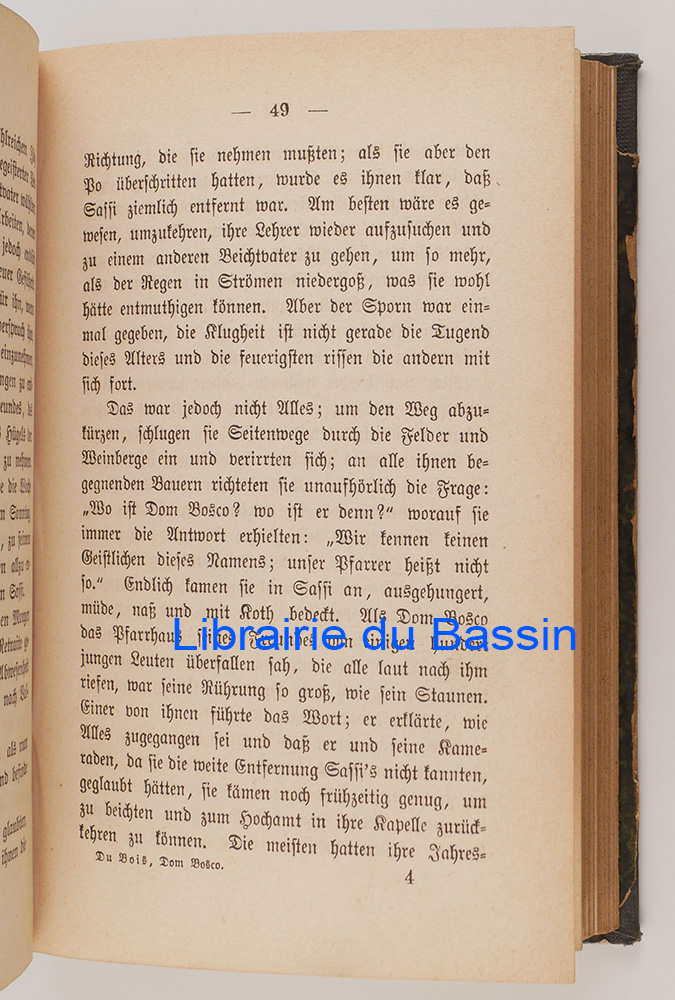 — 49 —
Richtung, die sie nehmen mußten; als sie aber den
Po überschritten hatten, wurde es ihnen klar, daß
Sassi ziemlich entfernt war. Am besten wäre es ge-
wesen, umzukehren, ihre Lehrer wieder aufzusuchen und
zu einem anderen Beichtvater zu gehen, um so mehr,
als der Regen in Strömen niedergoß, was sie wohl
hätte entmuthigen können. Aber der Sporn war ein-
mal gegeben, die Klugheit ist nicht gerade die Tugend
dieses Alters und die feuerigsten rissen die andern mit
sich fort.
Das war jedoch nicht Alles; um den Weg abzu-
kürzen, schlugen sie Seitenwege durch die Felder und
Weinberge ein und verirrten sich; an alle ihnen be-
gegnenden Bauern richteten sie unaufhörlich die Frage:
„Wo ist Dom Bosco? wo ist er denn?“ worauf sie
immer die Antwort erhielten: „Wir kennen keinen
Geistlichen dieses Namens; unser Pfarrer heißt nicht
so.“ Endlich kamen sie in Sassi an, ausgehungert,
müde, naß und mit Koth bedeckt. Als Dom Bosco
das Pfarrhaus seines Freundes von einigen hundert
Librairie du Bassin
jungen Leuten überfallen sah, die alle laut nach ihm
riefen, war seine Rührung so groß, wie sein Staunen.
Einer von ihnen führte das Wort; er erklärte, wie
Alles zugegangen sei und daß er und seine Kame-
raden, da sie die weite Entfernung Sassi's nicht kannten,
geglaubt hätten, sie kämen noch frühzeitig genug, um
zu beichten und zum Hochamt in ihre Kapelle zurück-
kehren zu können. Die meisten hatten ihre Jahres-
Du Bois, Dom Bosco.
4